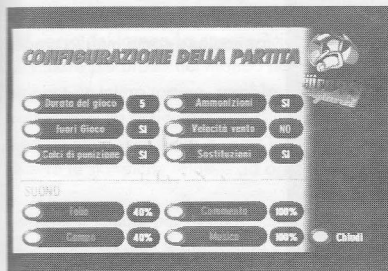 CONFIGURAZIONE DELLA PARTITA
Durata del gioco 5 Ammonizioni SI
Fuori Gioco SI Velocità vento NO
Calci di punizione SI Sostituzioni SI
SUONO
Folla 40% Commento 100%
Campo 40% Musica 100% Chiudi